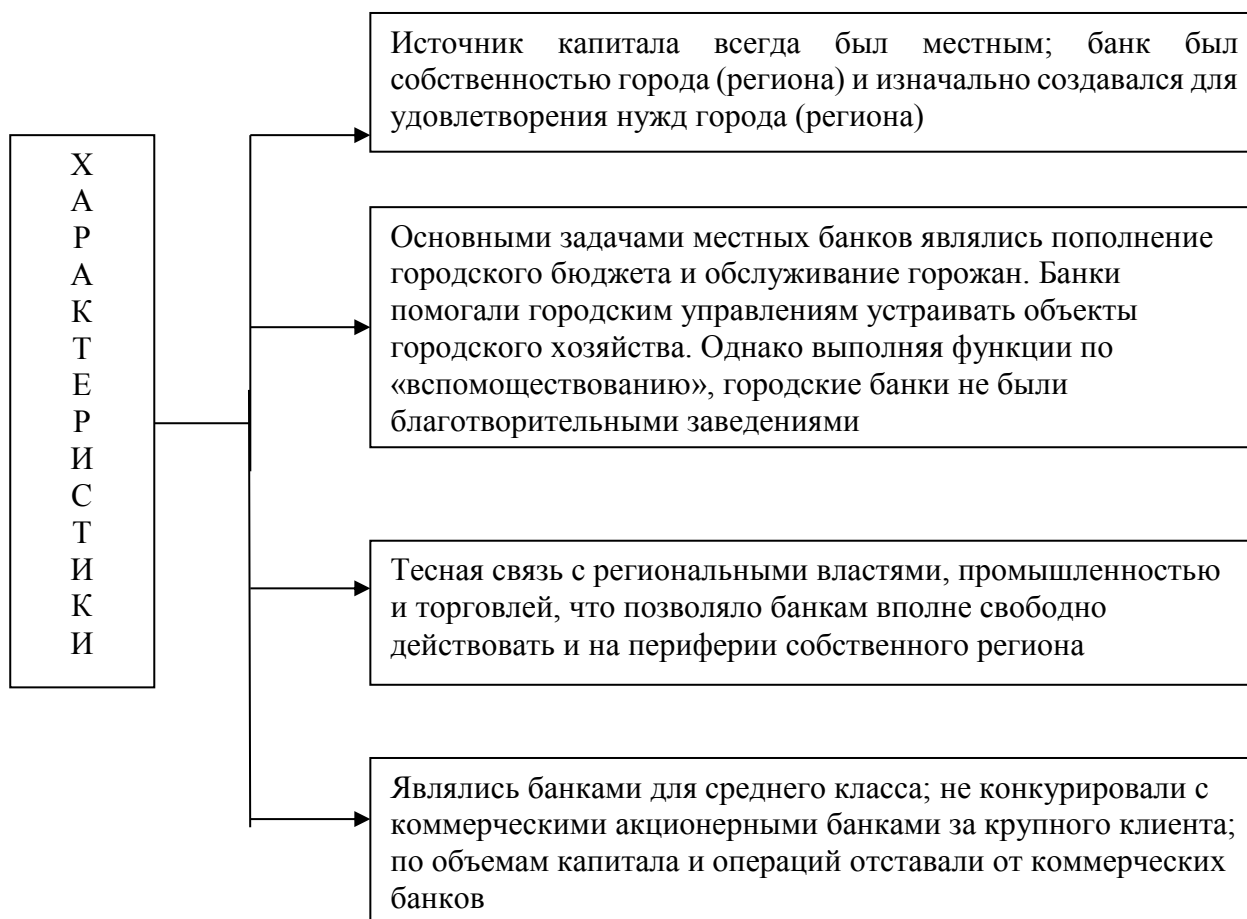 Х
А
Р
А
К
Т
Е
Р
И
С
Т
И
К
И
Источник капитала всегда был местным; банк был
собственностью города (региона) и изначально создавался для
удовлетворения нужд города (региона)
Основными задачами местных банков являлись пополнение
городского бюджета и обслуживание горожан. Банки
помогали городским управлениям устраивать объекты
городского хозяйства. Однако выполняя функции по
«вспомоществованию», городские банки не были
благотворительными заведениями
Тесная связь с региональными властями, промышленностью
и торговлей, что позволяло банкам вполне свободно
действовать и на периферии собственного региона
Являлись банками для среднего класса; не конкурировали с
коммерческими акционерными банками за крупного клиента;
по объемам капитала и операций отставали от коммерческих
банков